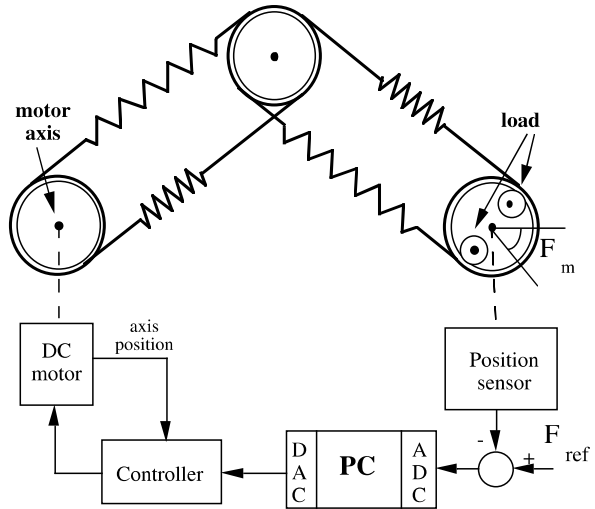 motor
axis
load
F
m
DC
motor
axis
position
Position
sensor
-
+
F
ref
Controller
D
A
C
PC
A
D
C